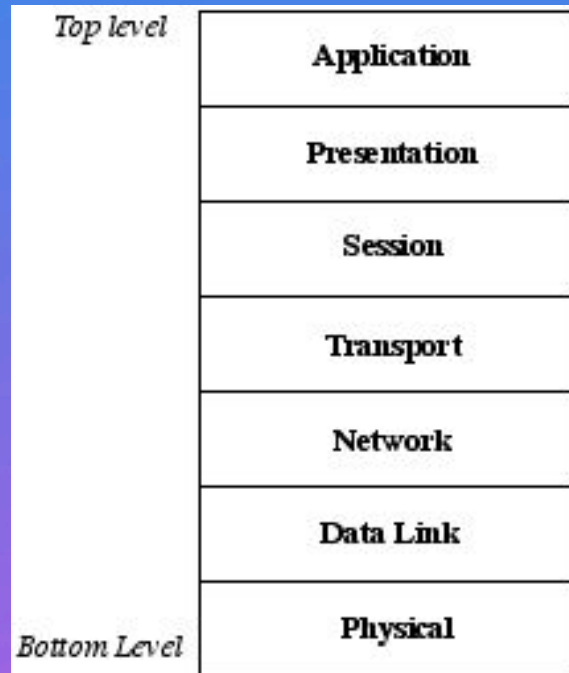 Top level
Application
Presentation
Session
Transport
Network
Data Link
Physical
Bottom Level